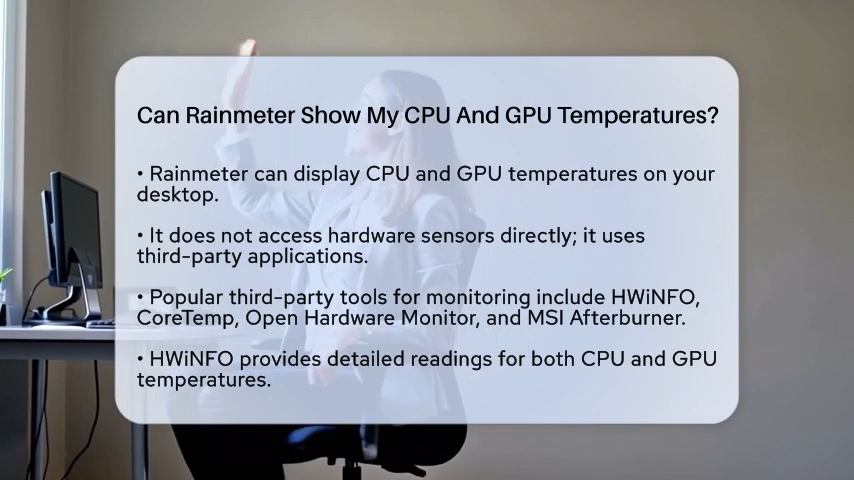 Can Rainmeter Show My CPU And GPU Temperatures?
• Rainmeter can display CPU and GPU temperatures on your
desktop.
• It does not access hardware sensors directly; it uses
third-party applications.
• Popular third-party tools for monitoring include HWiNFO,
CoreTemp, Open Hardware Monitor, and MSI Afterburner.
• HWiNFO provides detailed readings for both CPU and GPU
temperatures.